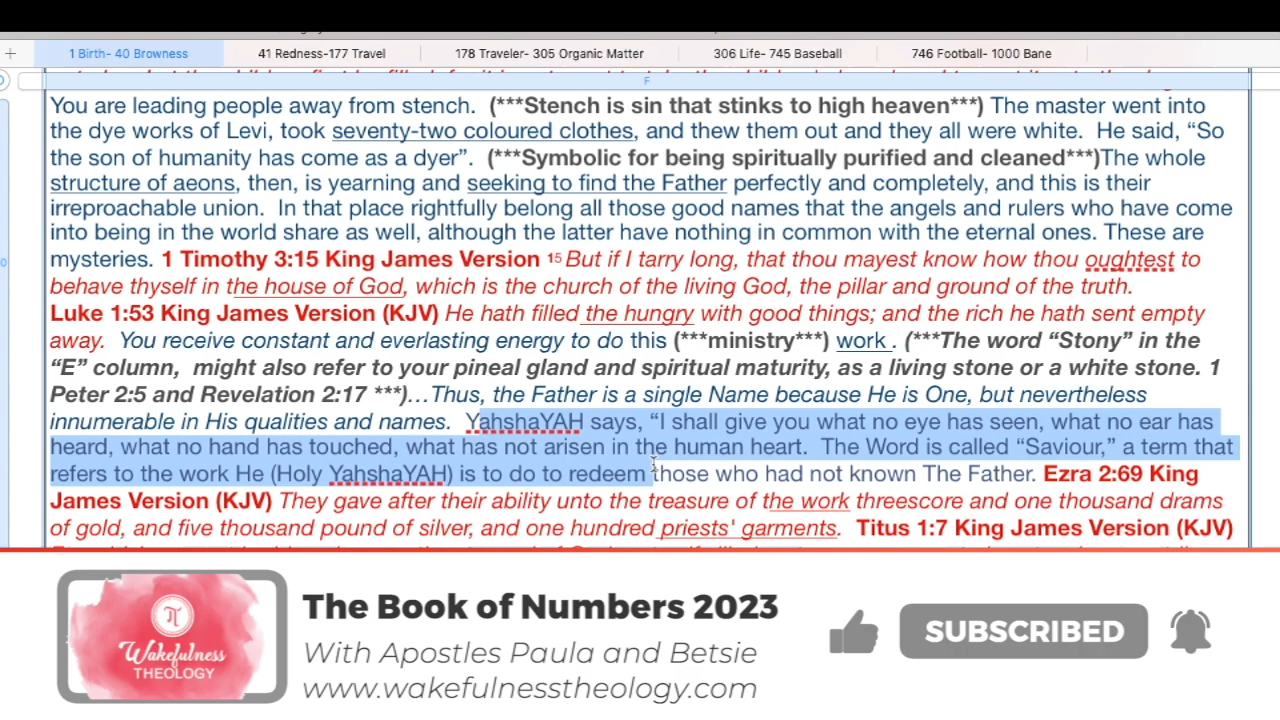 1 Birth- 40 Browness 41 Redness-177 Travel 178 Traveler- 305 Organic Matter 306 Life- 745 Baseball 746 Football- 1000 Bane
F
You are leading people away from stench. (***Stench is sin that stinks to high heaven***) The master went into
the dye works of Levi, took seventy-two coloured clothes, and thew them out and they all were white. He said, “So
the son of humanity has come as a dyer”. (***Symbolic for being spiritually purified and cleaned***)The whole
structure of aeons, then, is yearning and seeking to find the Father perfectly and completely, and this is their
irreproachable union. In that place rightfully belong all those good names that the angels and rulers who have come
into being in the world share as well, although the latter have nothing in common with the eternal ones. These are
mysteries. 1 Timothy 3:15 King James Version 15 But if I tarry long, that thou mayest know how thou oughtest to
behave thyself in the house of God, which is the church of the living God, the pillar and ground of the truth.
Luke 1:53 King James Version (KJV) He hath filled the hungry with good things; and the rich he hath sent empty
away. You receive constant and everlasting energy to do this (***ministry***) work . (***The word “Stony” in the
“E” column, might also refer to your pineal gland and spiritual maturity, as a living stone or a white stone. 1
Peter 2:5 and Revelation 2:17 ***)…Thus, the Father is a single Name because He is One, but nevertheless
innumerable in His qualities and names. YahshaYAH says, “I shall give you what no eye has seen, what no ear has
heard, what no hand has touched, what has not arisen in the human heart. The Word is called “Saviour,” a term that
refers to the work He (Holy YahshaYAH) is to do to redeem those who had not known The Father. Ezra 2:69 King
James Version (KJV) They gave after their ability unto the treasure of the work threescore and one thousand drams
of gold, and five thousand pound of silver, and one hundred priests' garments. Titus 1:7 King James Version (KJV)
Wakefulness
THEOLOGY
The Book of Numbers 2023
With Apostles Paula and Betsie
www.wakefulnesstheology.com
SUBSCRIBED